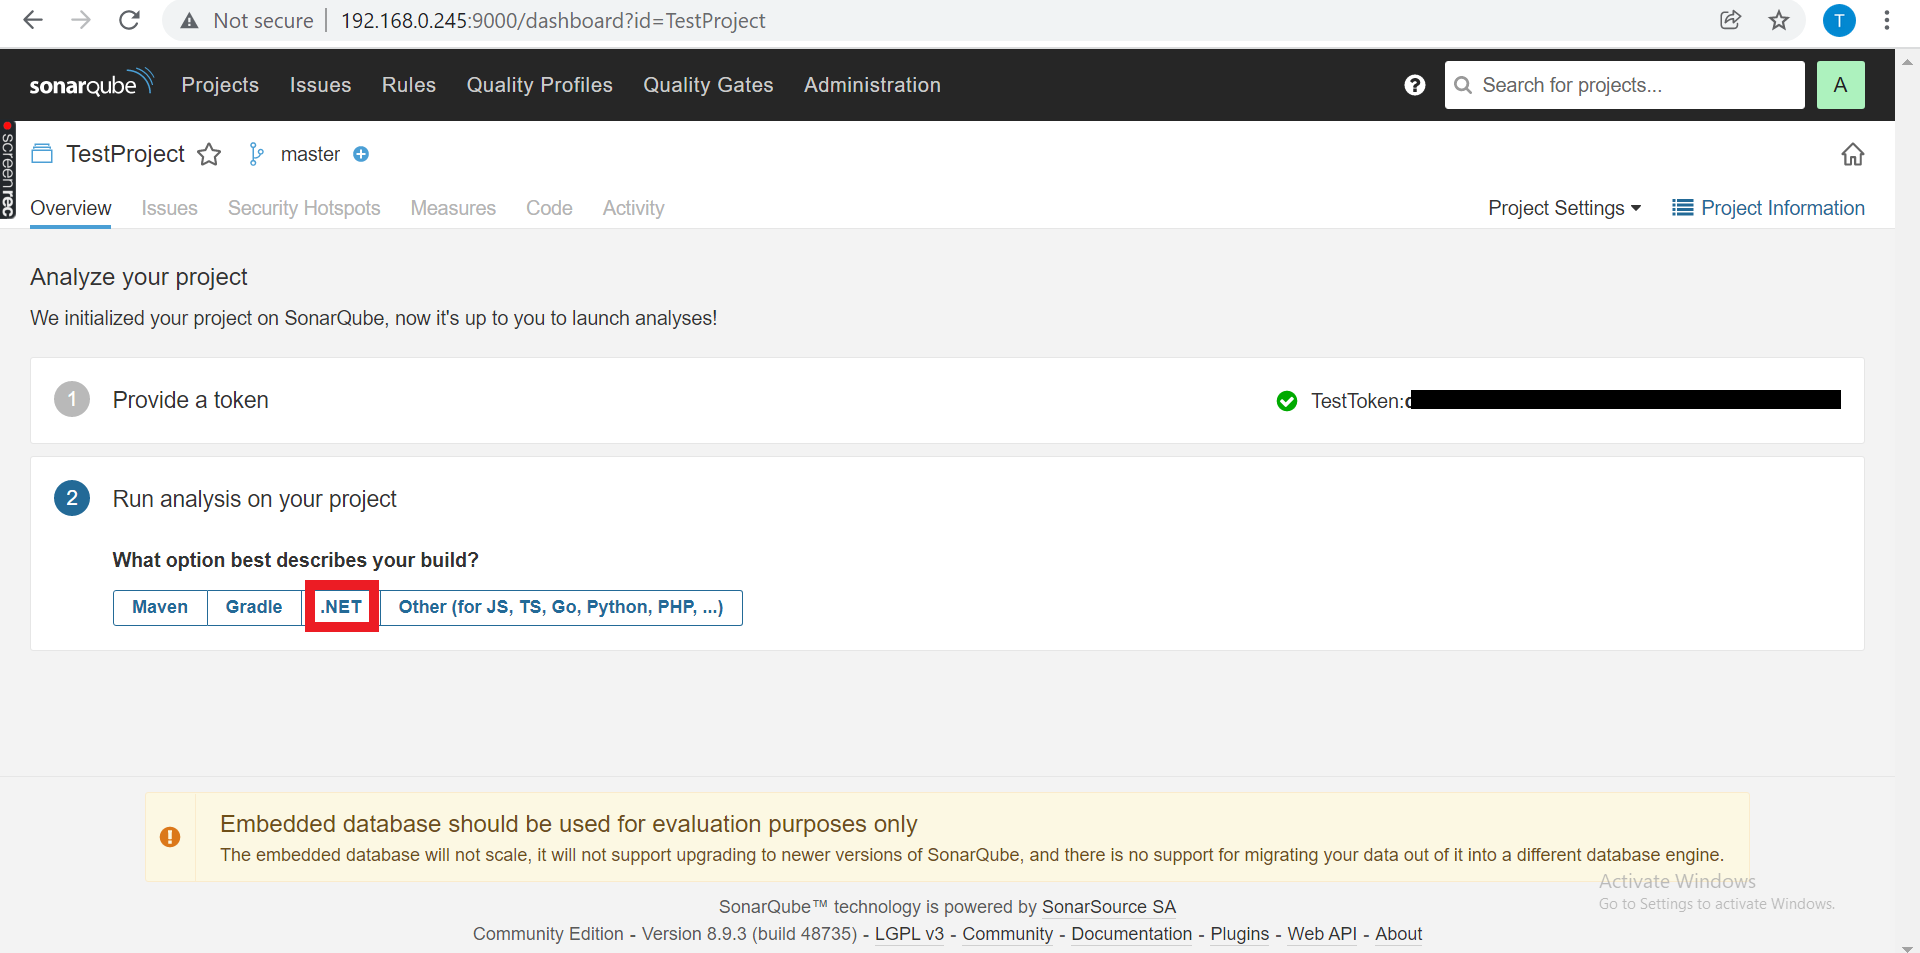 Not secure | 192.168.0.245:9000/dashboard?id=TestProject T
sonarqube Projects Issues Rules Quality Profiles Quality Gates Administration ? Search for projects... A
screenrec
TestProject master
Overview Issues Security Hotspots Measures Code Activity Project Settings Project Information
Analyze your project
We initialized your project on SonarQube, now it's up to you to launch analyses!
1 Provide a token TestToken:
2 Run analysis on your project
What option best describes your build?
Maven Gradle .NET Other (for JS, TS, Go, Python, PHP, ...)
Embedded database should be used for evaluation purposes only
The embedded database will not scale, it will not support upgrading to newer versions of SonarQube, and there is no support for migrating your data out of it into a different database engine.
Activate Windows
Go to Settings to activate Windows.
SonarQube™ technology is powered by SonarSource SA
Community Edition - Version 8.9.3 (build 48735) - LGPL v3 - Community - Documentation - Plugins - Web API - About